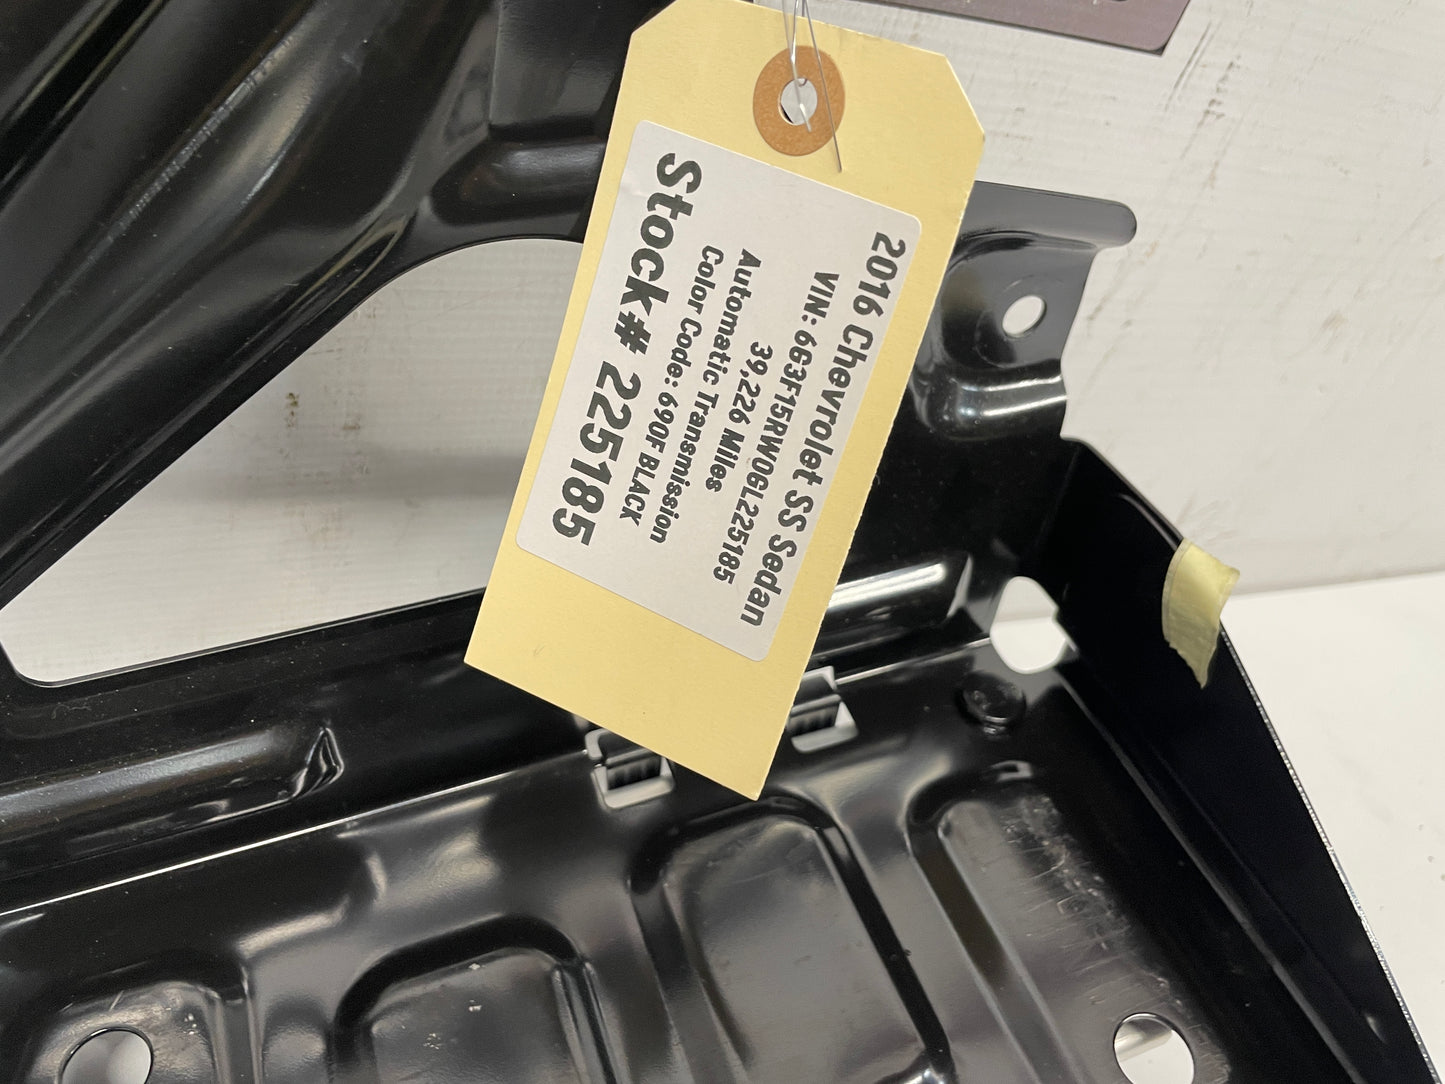 2016 Chevrolet SS Sedan
VIN: 6G3F15RW0GL225185
39,226 Miles
Automatic Transmission
Color Code: 690F BLACK
Stock# 225185